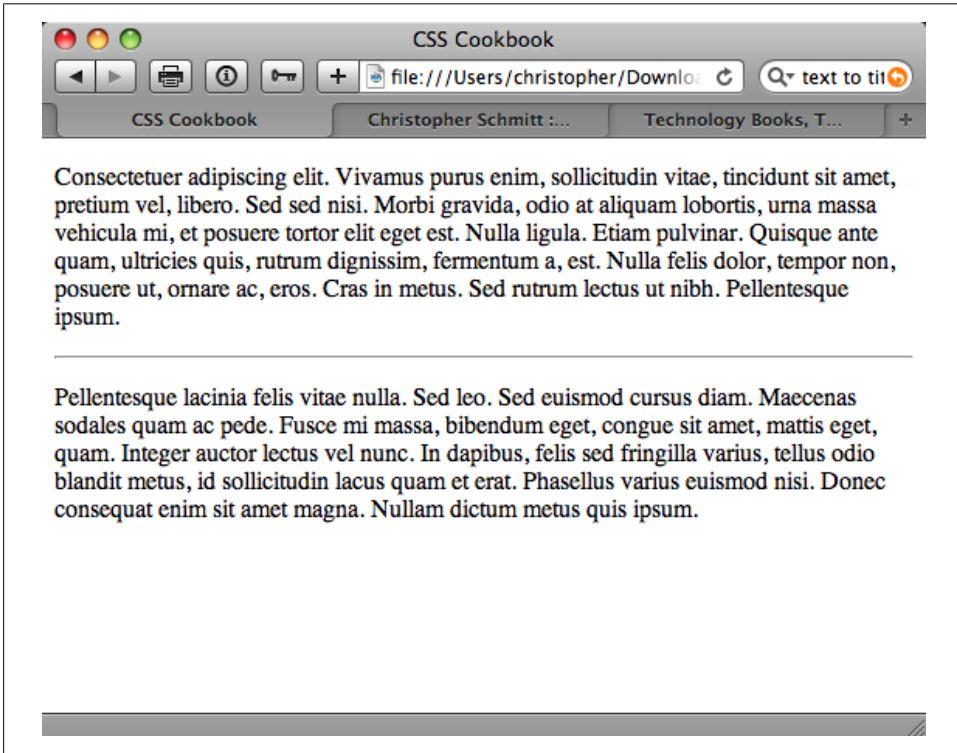 CSS Cookbook
file:///Users/christopher/Downloa
text to tit
CSS Cookbook
Christopher Schmitt :...
Technology Books, T...
Consectetuer adipiscing elit. Vivamus purus enim, sollicitudin vitae, tincidunt sit amet,
pretium vel, libero. Sed sed nisi. Morbi gravida, odio at aliquam lobortis, urna massa
vehicula mi, et posuere tortor elit eget est. Nulla ligula. Etiam pulvinar. Quisque ante
quam, ultricies quis, rutrum dignissim, fermentum a, est. Nulla felis dolor, tempor non,
posuere ut, ornare ac, eros. Cras in metus. Sed rutrum lectus ut nibh. Pellentesque
ipsum.
Pellentesque lacinia felis vitae nulla. Sed leo. Sed euismod cursus diam. Maecenas
sodales quam ac pede. Fusce mi massa, bibendum eget, congue sit amet, mattis eget,
quam. Integer auctor lectus vel nunc. In dapibus, felis sed fringilla varius, tellus odio
blandit metus, id sollicitudin lacus quam et erat. Phasellus varius euismod nisi. Donec
consequat enim sit amet magna. Nullam dictum metus quis ipsum.